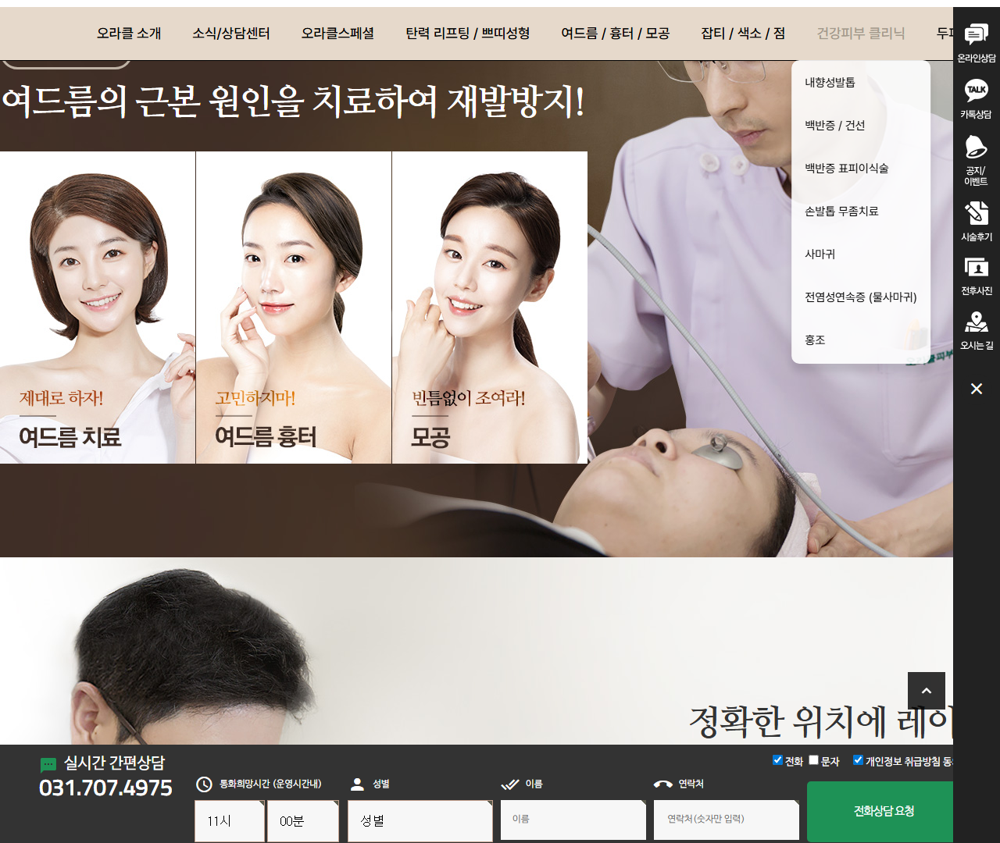 오라클 소개 소식/상담센터 오라클스페셜 탄력 리프팅 / 쁘띠성형 여드름 / 흉터 / 모공 잡티 / 색소 / 점 건강피부 클리닉
여드름의 근본 원인을 치료하여 재발방지!
내향성발톱
백반증 / 건선
백반증 표피이식술
손발톱 무좀치료
사마귀
전염성연속증 (물사마귀)
홍조
온라인상담
TALK
카톡상담
공지/
이벤트
시술후기
전후사진
오시는 길
제대로 하자!
여드름 치료
고민하지마!
여드름 흉터
빈틈없이 조여라!
모공
정확한 위치에
실시간 간편상담
031.707.4975
전화 문자 개인정보 취급방침
통화희망시간 (운영시간내) 성별 이름 연락처
11시 00분 성별 이름 연락처(숫자만 입력)
전화상담 요청